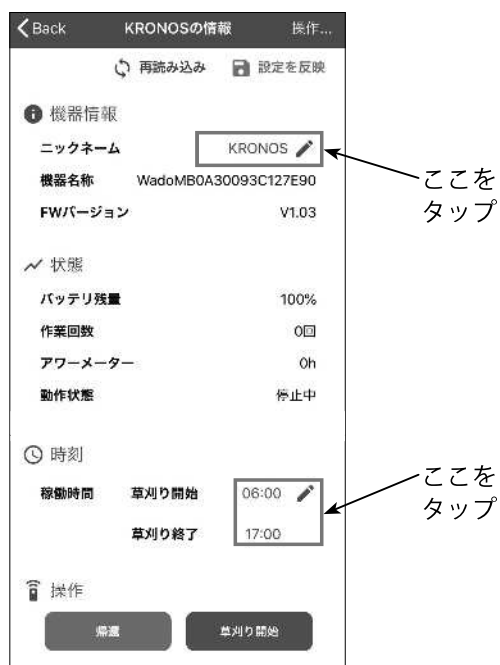 Back KRONOSの情報 操作...
再読み込み 設定を反映
機器情報
ニックネーム KRONOS
ここを
タップ
機器名称 WadoMB0A30093C127E90
FWバージョン V1.03
状態
バッテリ残量 100%
作業回数 0回
アワーメーター 0h
動作状態 停止中
時刻
稼働時間 草刈り開始 06:00
ここを
タップ
草刈り終了 17:00
操作
帰還 草刈り開始